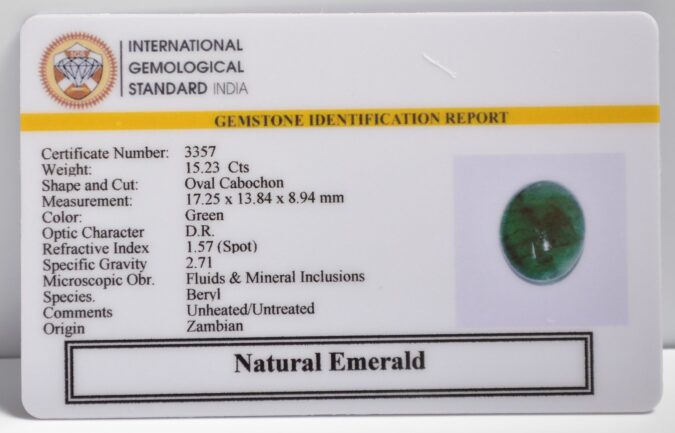 INTERNATIONAL
GEMOLOGICAL
STANDARD INDIA
GEMSTONE IDENTIFICATION REPORT
Certificate Number: 3357
Weight: 15.23 Cts
Shape and Cut: Oval Cabochon
Measurement: 17.25 x 13.84 x 8.94 mm
Color: Green
Optic Character D.R.
Refractive Index 1.57 (Spot)
Specific Gravity 2.71
Microscopic Obr. Fluids & Mineral Inclusions
Species. Beryl
Comments Unheated/Untreated
Origin Zambian
Natural Emerald